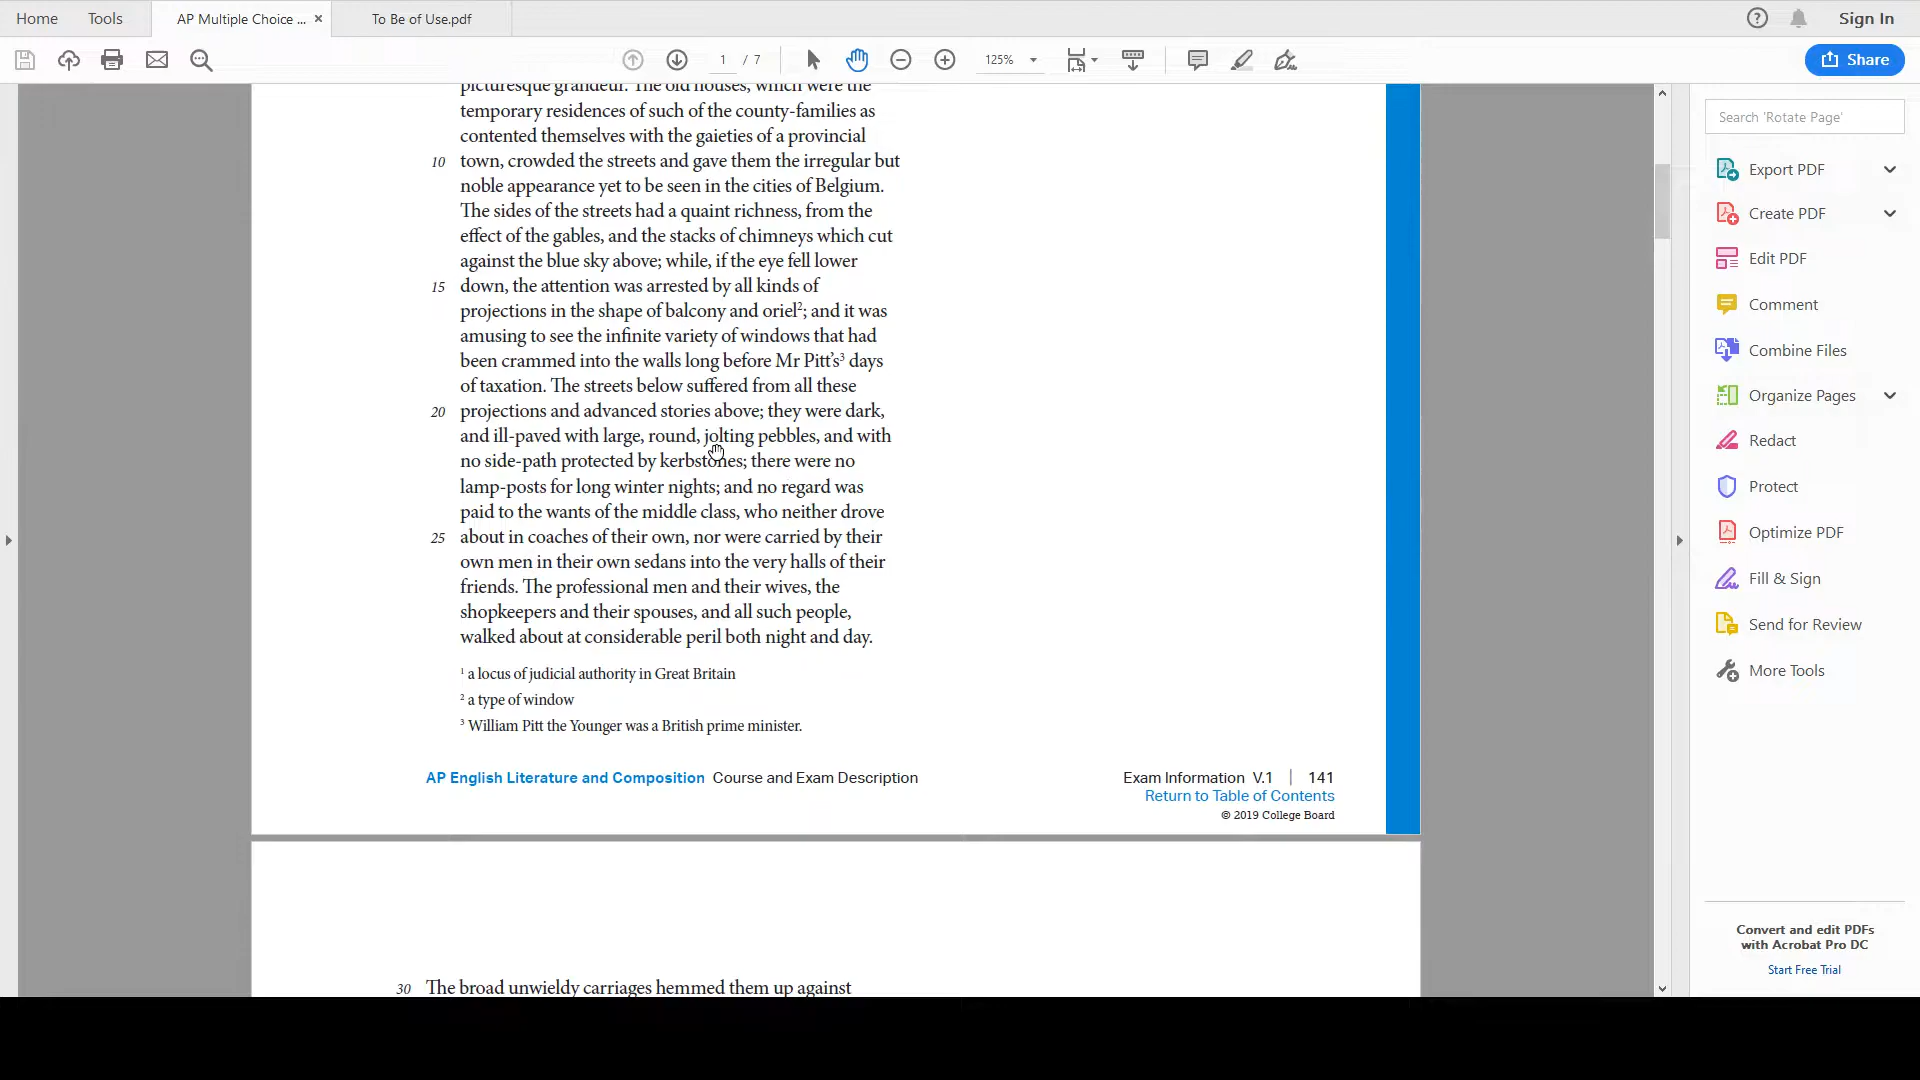 Home
Tools
AP Multiple Choice ...
To Be of Use.pdf
Sign In
1 / 7
125%
Share
picturesque grandeur. The old houses, which were the
temporary residences of such of the county-families as
contented themselves with the gaieties of a provincial
10 town, crowded the streets and gave them the irregular but
noble appearance yet to be seen in the cities of Belgium.
The sides of the streets had a quaint richness, from the
effect of the gables, and the stacks of chimneys which cut
against the blue sky above; while, if the eye fell lower
15 down, the attention was arrested by all kinds of
projections in the shape of balcony and oriel²; and it was
amusing to see the infinite variety of windows that had
been crammed into the walls long before Mr Pitt’s³ days
of taxation. The streets below suffered from all these
20 projections and advanced stories above; they were dark,
and ill-paved with large, round, jolting pebbles, and with
no side-path protected by kerbstones; there were no
lamp-posts for long winter nights; and no regard was
paid to the wants of the middle class, who neither drove
25 about in coaches of their own, nor were carried by their
own men in their own sedans into the very halls of their
friends. The professional men and their wives, the
shopkeepers and their spouses, and all such people,
walked about at considerable peril both night and day.
¹ a locus of judicial authority in Great Britain
² a type of window
³ William Pitt the Younger was a British prime minister.
AP English Literature and Composition Course and Exam Description
Exam Information V.1 | 141
Return to Table of Contents
© 2019 College Board
30 The broad unwieldy carriages hemmed them up against
Search 'Rotate Page'
Export PDF
Create PDF
Edit PDF
Comment
Combine Files
Organize Pages
Redact
Protect
Optimize PDF
Fill & Sign
Send for Review
More Tools
Convert and edit PDFs
with Acrobat Pro DC
Start Free Trial